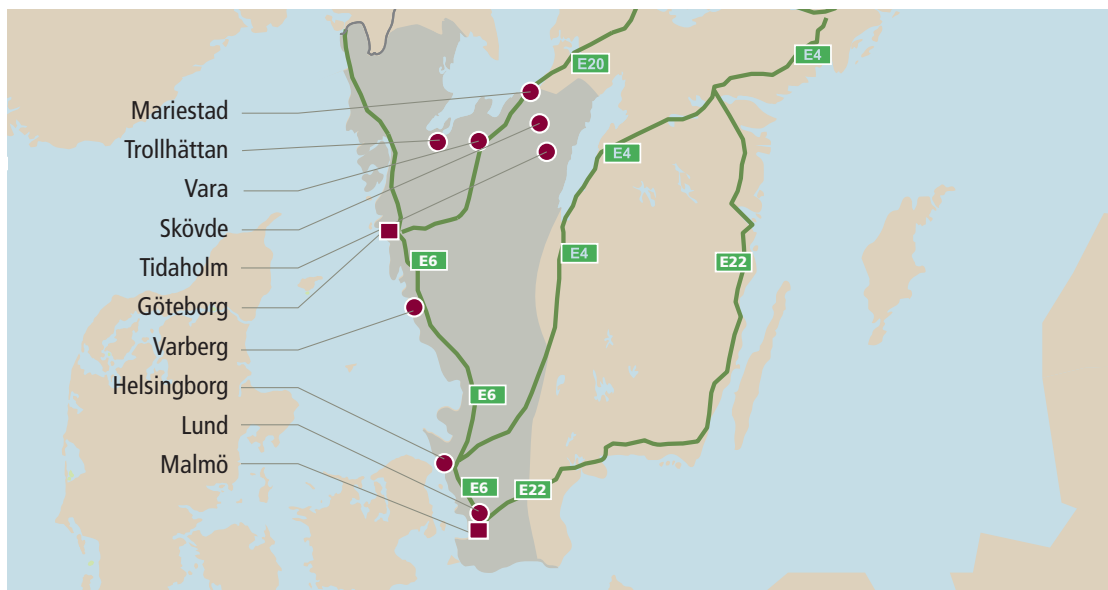 E4
E20
Mariestad
Trollhättan
E4
Vara
Skövde
E4
E6
E22
Tidaholm
Göteborg
Varberg
Helsingborg
E6
Lund
Malmö
E6
E22